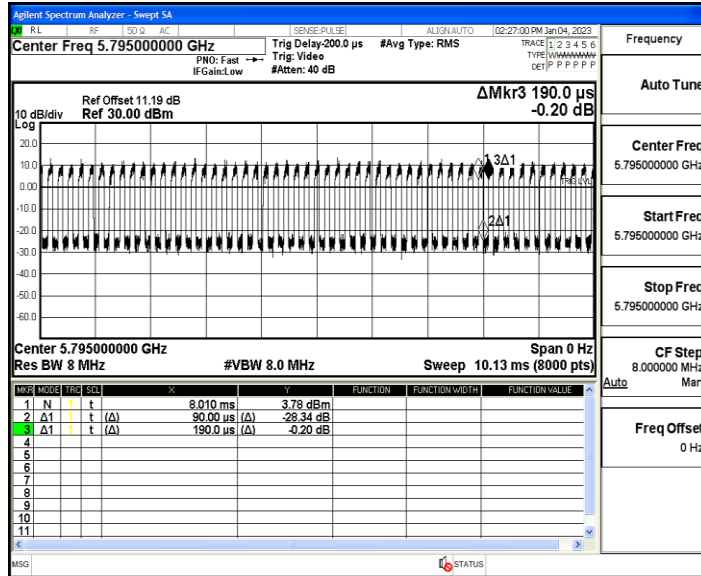 Agilent Spectrum Analyzer - Swept SA
RL RF 50 Ω AC SENSE:PULSE ALIGNAUTO 02:27:00 PM Jan 04, 2023
Center Freq 5.795000000 GHz
PNO: Fast
IFGain:Low
Trig Delay-200.0 µs
Trig: Video
#Atten: 40 dB
#Avg Type: RMS
TRACE 1 2 3 4 5 6
TYPE WWWWWWW
DET P P P P P P
Ref Offset 11.19 dB
10 dB/div Ref 30.00 dBm
ΔMkr3 190.0 µs
-0.20 dB
Log
20.0
10.0
0.00
-10.0
-20.0
-30.0
-40.0
-50.0
-60.0
1 3Δ1
TRIG LVL
2Δ1
Center 5.795000000 GHz Span 0 Hz
Res BW 8 MHz #VBW 8.0 MHz Sweep 10.13 ms (8000 pts)
MKR MODE TRC SCL X Y FUNCTION FUNCTION WIDTH FUNCTION VALUE
1 N 1 t 8.010 ms 3.78 dBm
2 Δ1 1 t (Δ) 90.00 µs (Δ) -28.34 dB
3 Δ1 1 t (Δ) 190.0 µs (Δ) -0.20 dB
4
5
6
7
8
9
10
11
MSG STATUS
Frequency
Auto Tune
Center Freq
5.795000000 GHz
Start Freq
5.795000000 GHz
Stop Freq
5.795000000 GHz
CF Step
8.000000 MHz
Auto Man
Freq Offset
0 Hz